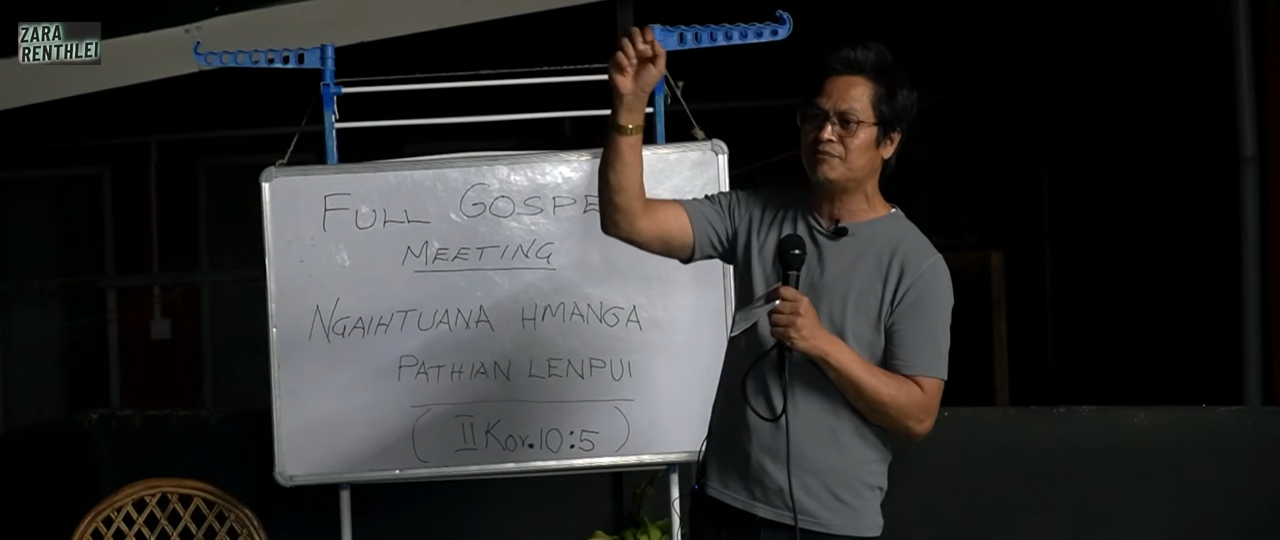 ZARA
RENTHLEI
FULL GOSPE
MEETING
NGAIHTUANA HMANGA
PATHIAN LENPUI
(II Kor.10:5)